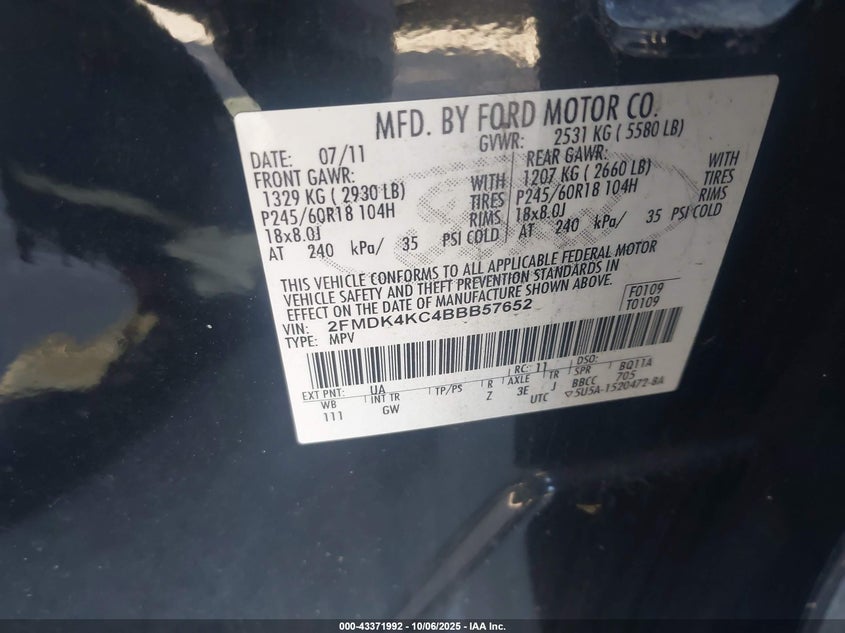 MFD. BY FORD MOTOR CO.
GVWR: 2531 KG ( 5580 LB)
DATE: 07/11
FRONT GAWR:
1329 KG ( 2930 LB) WITH
P245/60R18 104H TIRES
18x8.0J RIMS
AT 240 kPa/ 35 PSI COLD
REAR GAWR:
1207 KG ( 2660 LB) WITH
P245/60R18 104H TIRES
18x8.0J RIMS
AT 240 kPa/ 35 PSI COLD
THIS VEHICLE CONFORMS TO ALL APPLICABLE FEDERAL MOTOR
VEHICLE SAFETY AND THEFT PREVENTION STANDARDS IN
EFFECT ON THE DATE OF MANUFACTURE SHOWN ABOVE.
F0109
T0109
VIN: 2FMDK4KC4BBB57652
TYPE: MPV
EXT PNT: UA RC: 11 DSO: BQ11A
WB INT TR TP/PS R AXLE TR SPR 705
111 GW Z 3E J BBCC
UTC ▽5U5A-1520472-BA
000-43371992 - 10/06/2025 - IAA Inc.